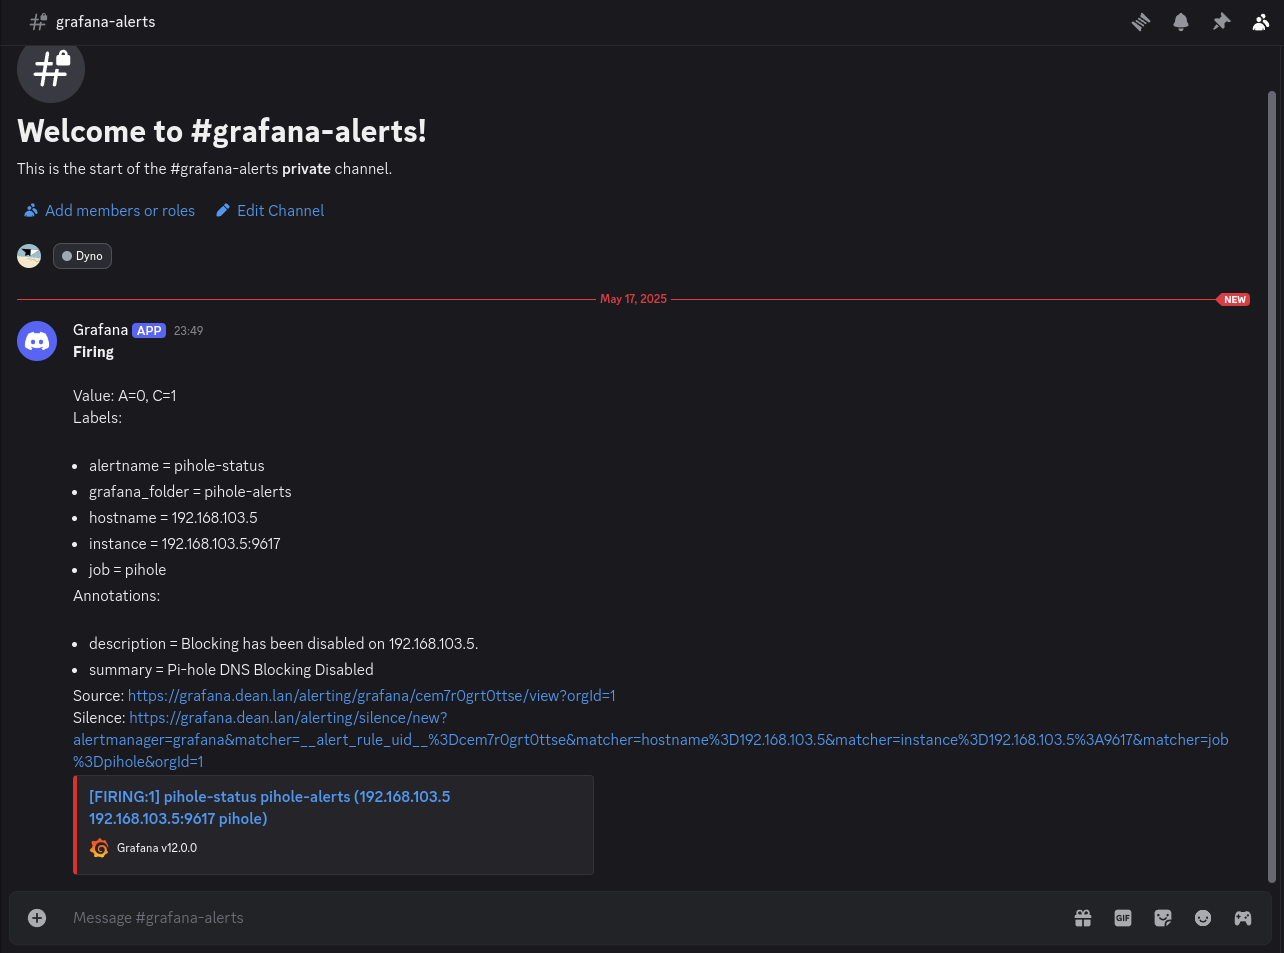 grafana-alerts
Welcome to #grafana-alerts!
This is the start of the #grafana-alerts private channel.
Add members or roles Edit Channel
Dyno
May 17, 2025 NEW
Grafana APP 23:49
Firing
Value: A=0, C=1
Labels:
• alertname = pihole-status
• grafana_folder = pihole-alerts
• hostname = 192.168.103.5
• instance = 192.168.103.5:9617
• job = pihole
Annotations:
• description = Blocking has been disabled on 192.168.103.5.
• summary = Pi-hole DNS Blocking Disabled
Source: https://grafana.dean.lan/alerting/grafana/cem7r0grt0ttse/view?orgId=1
Silence: https://grafana.dean.lan/alerting/silence/new?
alertmanager=grafana&matcher=__alert_rule_uid__%3Dcem7r0grt0ttse&matcher=hostname%3D192.168.103.5&matcher=instance%3D192.168.103.5%3A9617&matcher=job
%3Dpihole&orgId=1
[FIRING:1] pihole-status pihole-alerts (192.168.103.5
192.168.103.5:9617 pihole)
Grafana v12.0.0
Message #grafana-alerts
GIF